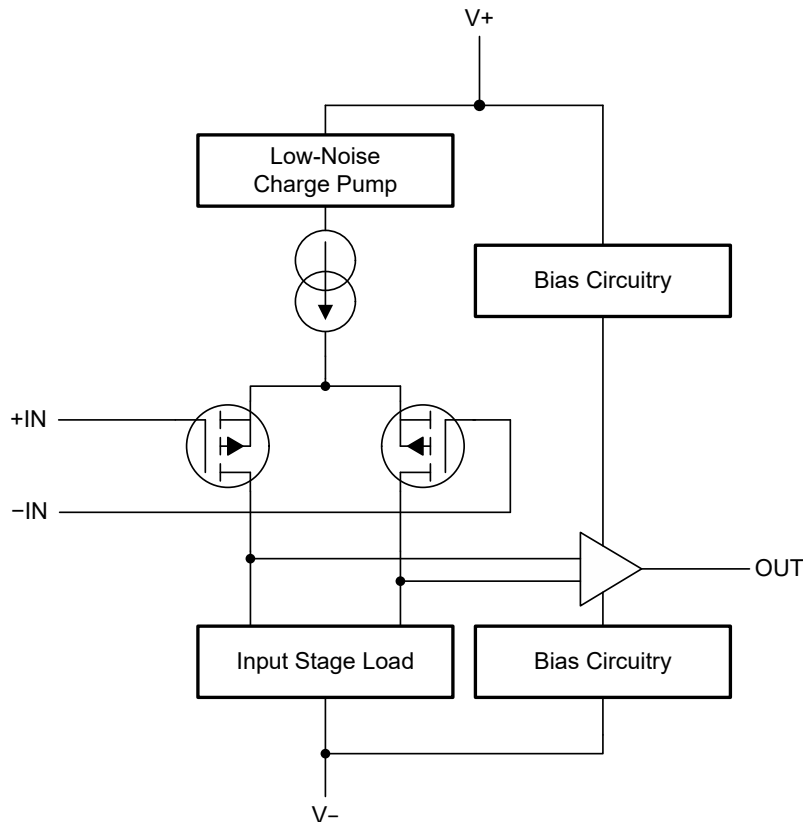 V+
Low-Noise
Charge Pump
Bias Circuitry
+IN
−IN
OUT
Input Stage Load
Bias Circuitry
V−